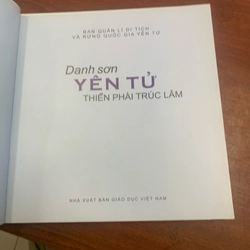 BAN QUẢN LÍ DI TÍCH
VÀ RỪNG QUỐC GIA YÊN TỬ
Danh sơn
YÊN TỬ
THIỀN PHÁI TRÚC LÂM
NHÀ XUẤT BẢN GIÁO DỤC VIỆT NAM